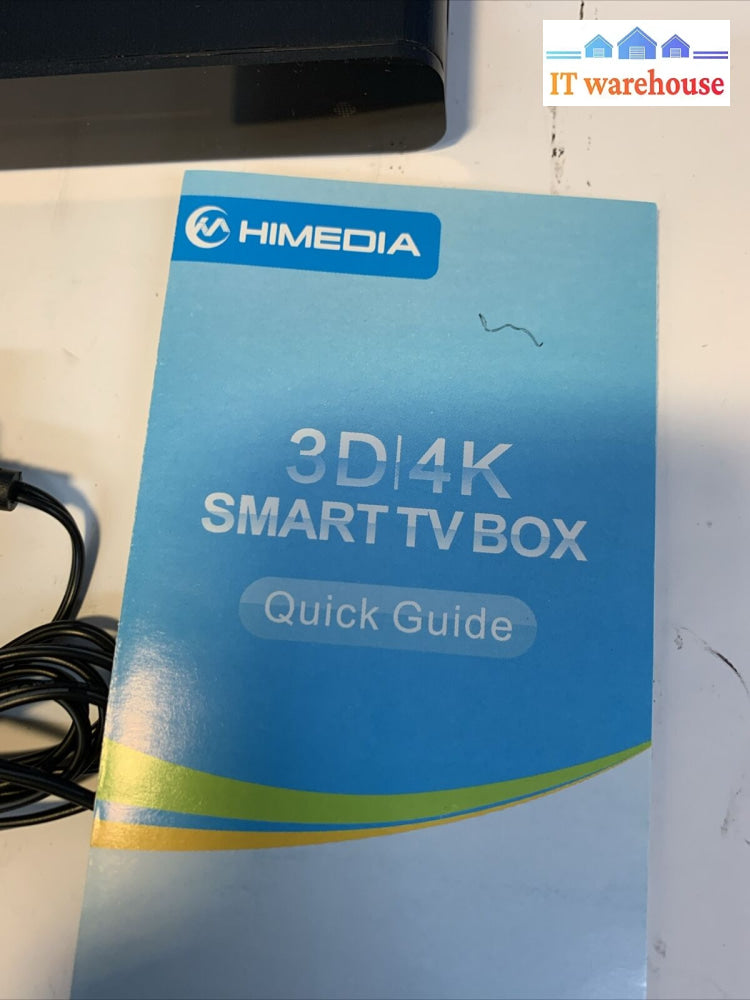 IT warehouse
HIMEDIA
3D|4K
SMART TV BOX
Quick Guide